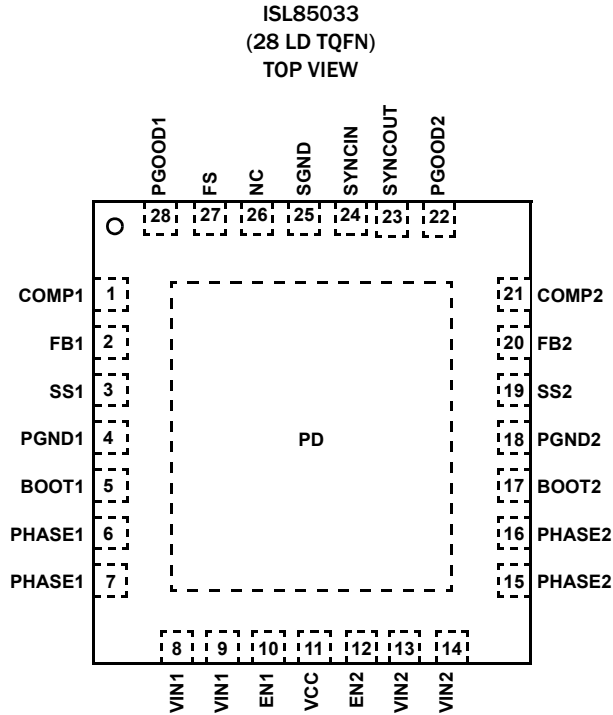 ISL85033
(28 LD TQFN)
TOP VIEW
PGOOD1
FS
NC
SGND
SYNCIN
SYNCOUT
PGOOD2
28 27 26 25 24 23 22
COMP1 1 21 COMP2
FB1 2 20 FB2
SS1 3 19 SS2
PGND1 4 PD 18 PGND2
BOOT1 5 17 BOOT2
PHASE1 6 16 PHASE2
PHASE1 7 15 PHASE2
8 9 10 11 12 13 14
VIN1
VIN1
EN1
VCC
EN2
VIN2
VIN2